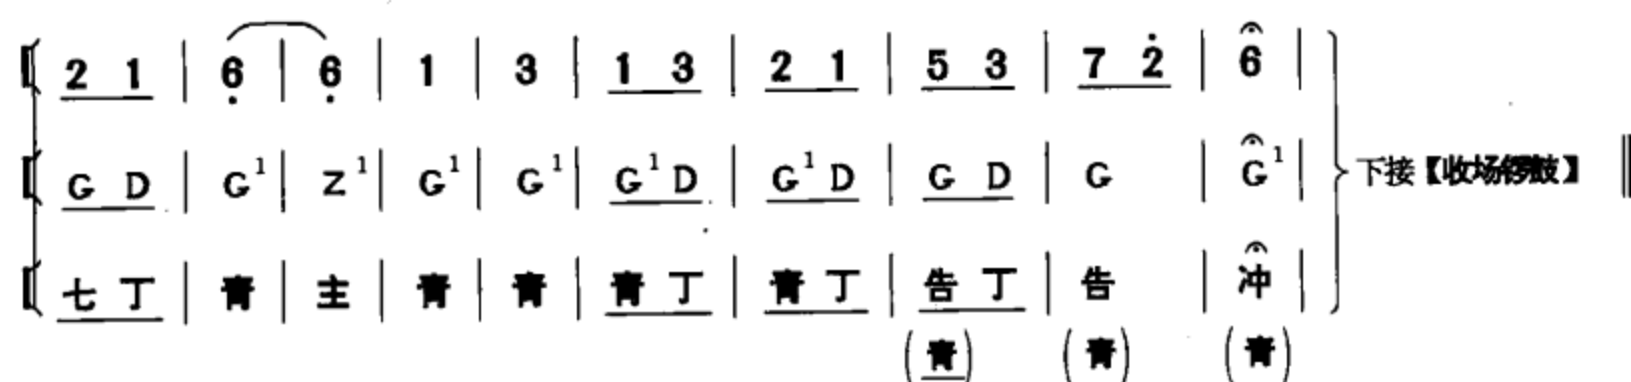 2 1 | 6̣ | 6̣ | 1 | 3 | 1 3 | 2 1 | 5 3 | 7 2̇ | 6 |
G D | G¹ | Z¹ | G¹ | G¹ | G¹ D | G¹ D | G D | G | G¹ | 下接【收场锣鼓】
七 丁 | 青 | 主 | 青 | 青 | 青 丁 | 青 丁 | 告 丁 | 告 | 冲 |
(青) (青) (青)